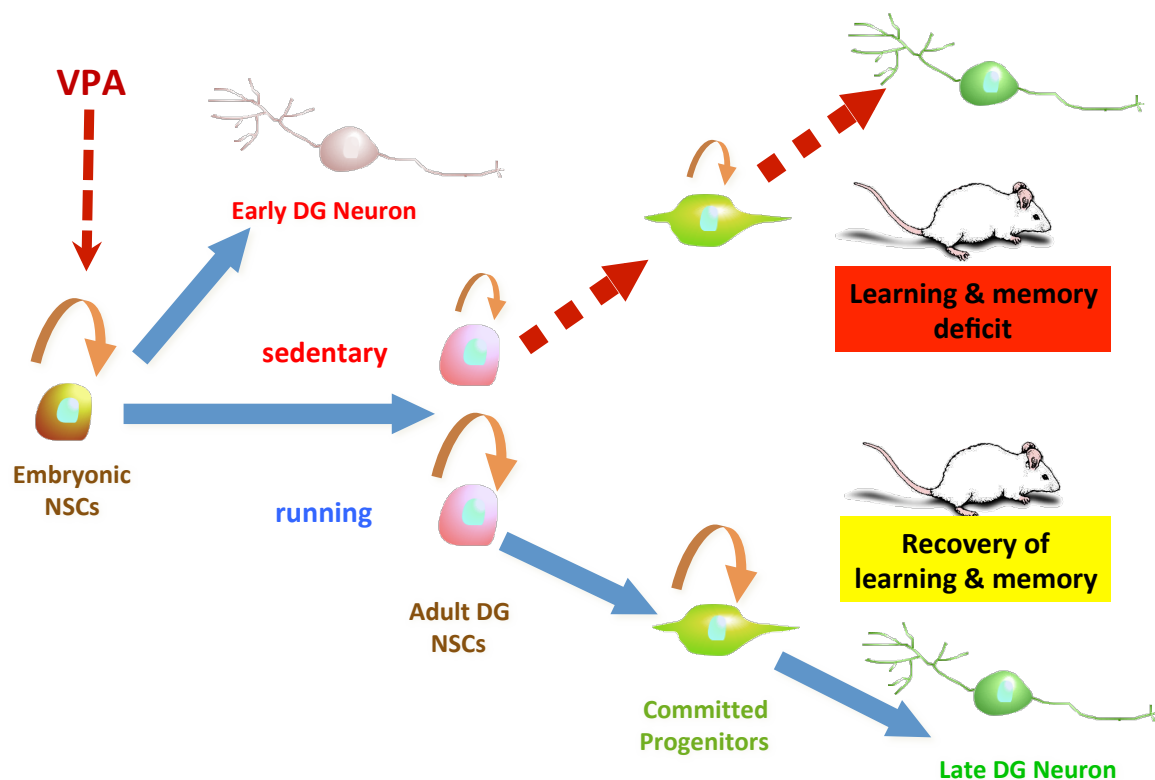 VPA
Early DG Neuron
Learning & memory
deficit
sedentary
Embryonic
NSCs
running
Recovery of
learning & memory
Adult DG
NSCs
Committed
Progenitors
Late DG Neuron